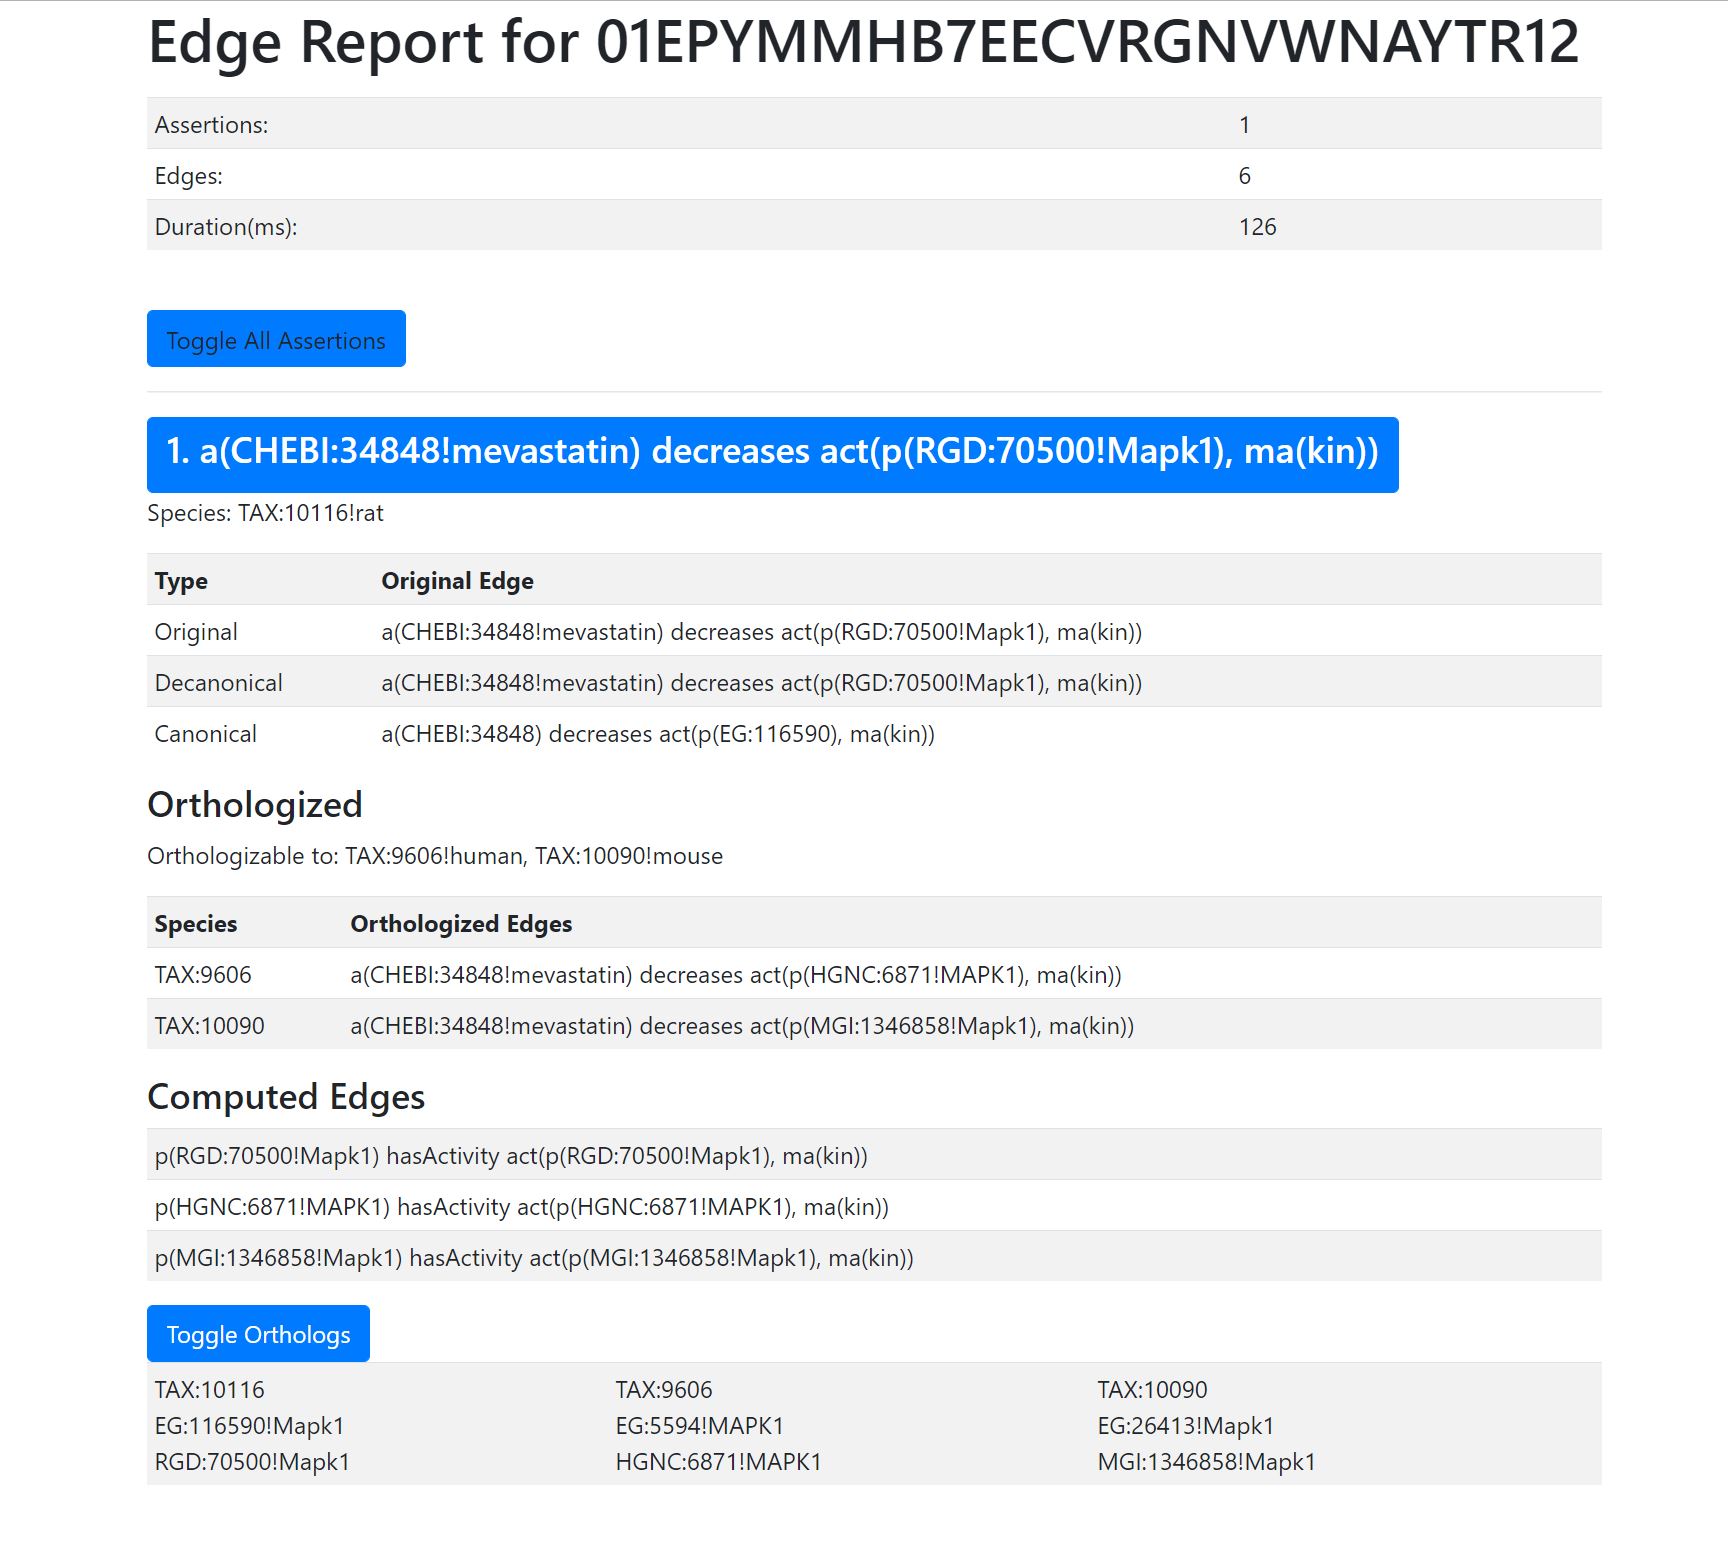 Edge Report for 01EPYMMHB7EECVRGNVWNAYTR12
Assertions: 1
Edges: 6
Duration(ms): 126
Toggle All Assertions
1. a(CHEBI:34848!mevastatin) decreases act(p(RGD:70500!Mapk1), ma(kin))
Species: TAX:10116!rat
Type Original Edge
Original a(CHEBI:34848!mevastatin) decreases act(p(RGD:70500!Mapk1), ma(kin))
Decanonical a(CHEBI:34848!mevastatin) decreases act(p(RGD:70500!Mapk1), ma(kin))
Canonical a(CHEBI:34848) decreases act(p(EG:116590), ma(kin))
Orthologized
Orthologizable to: TAX:9606!human, TAX:10090!mouse
Species Orthologized Edges
TAX:9606 a(CHEBI:34848!mevastatin) decreases act(p(HGNC:6871!MAPK1), ma(kin))
TAX:10090 a(CHEBI:34848!mevastatin) decreases act(p(MGI:1346858!Mapk1), ma(kin))
Computed Edges
p(RGD:70500!Mapk1) hasActivity act(p(RGD:70500!Mapk1), ma(kin))
p(HGNC:6871!MAPK1) hasActivity act(p(HGNC:6871!MAPK1), ma(kin))
p(MGI:1346858!Mapk1) hasActivity act(p(MGI:1346858!Mapk1), ma(kin))
Toggle Orthologs
TAX:10116 TAX:9606 TAX:10090
EG:116590!Mapk1 EG:5594!MAPK1 EG:26413!Mapk1
RGD:70500!Mapk1 HGNC:6871!MAPK1 MGI:1346858!Mapk1